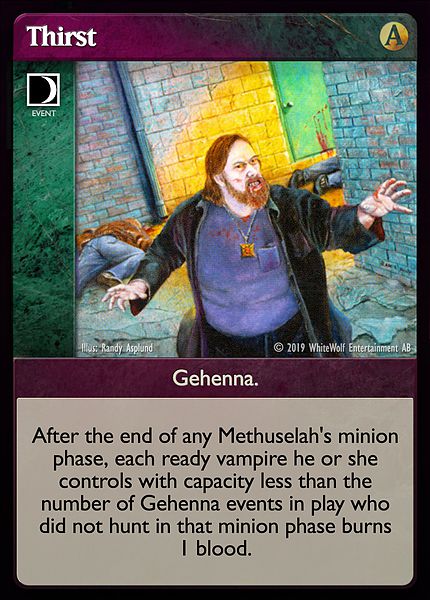 Thirst
A
EVENT
Illus: Randy Asplund
© 2019 WhiteWolf Entertainment AB
Gehenna.
After the end of any Methuselah's minion
phase, each ready vampire he or she
controls with capacity less than the
number of Gehenna events in play who
did not hunt in that minion phase burns
1 blood.